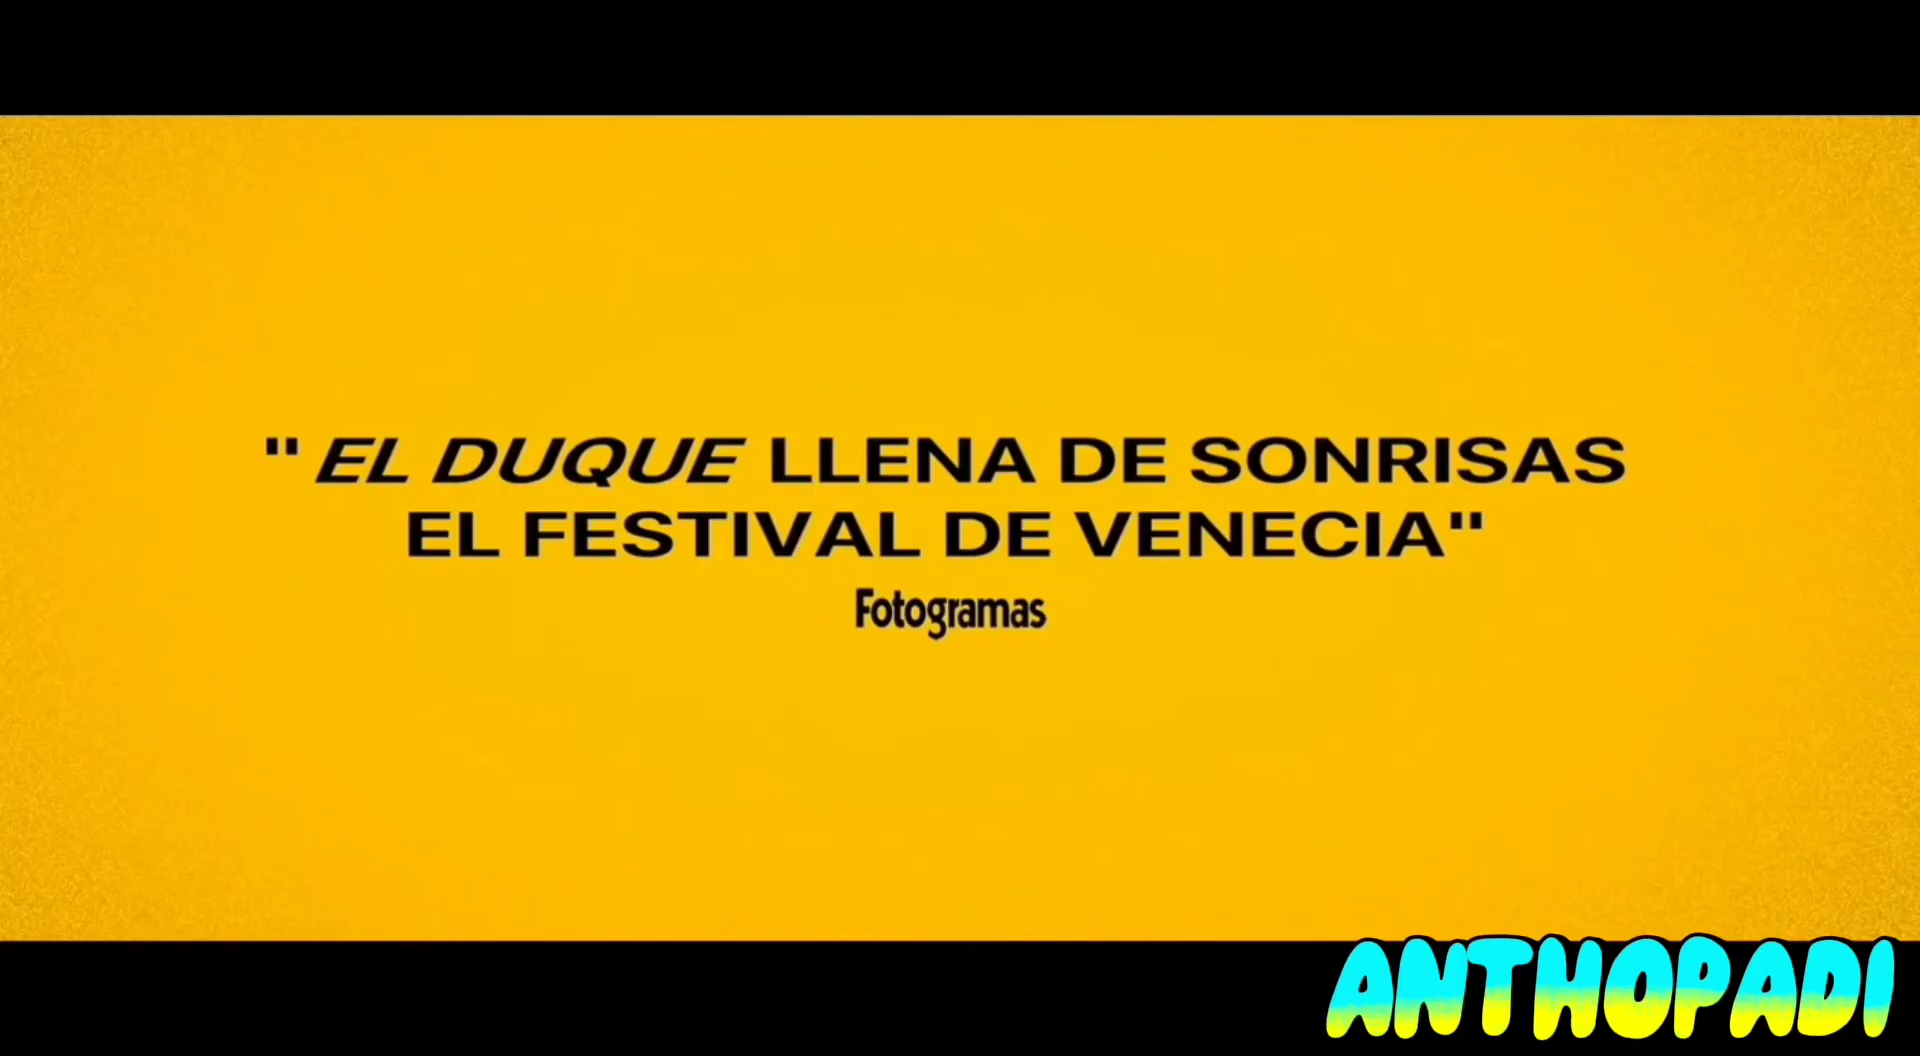 "EL DUQUE LLENA DE SONRISAS
EL FESTIVAL DE VENECIA"
Fotogramas
ANTHOPADI